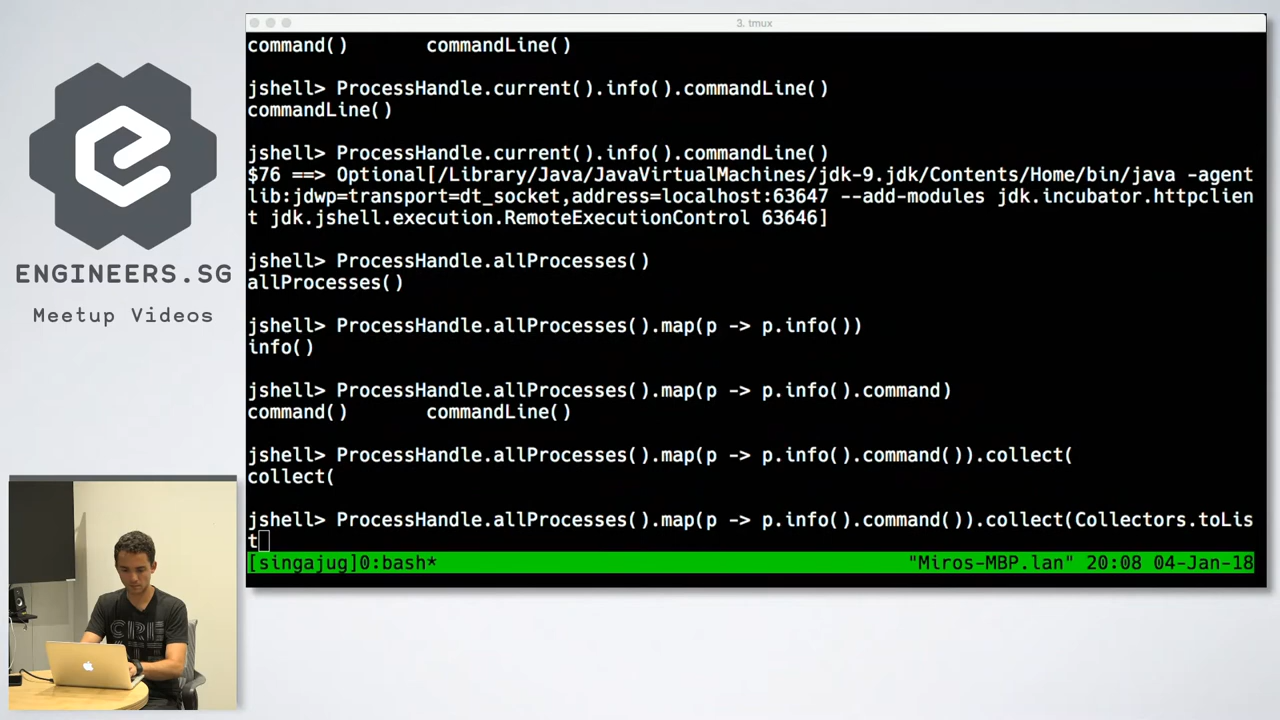 3. tmux
command()       commandLine()
jshell> ProcessHandle.current().info().commandLine()
commandLine()
jshell> ProcessHandle.current().info().commandLine()
$76 ==> Optional[/Library/Java/JavaVirtualMachines/jdk-9.jdk/Contents/Home/bin/java -agent
lib:jdwp=transport=dt_socket,address=localhost:63647 --add-modules jdk.incubator.httpclien
t jdk.jshell.execution.RemoteExecutionControl 63646]
jshell> ProcessHandle.allProcesses()
allProcesses()
jshell> ProcessHandle.allProcesses().map(p -> p.info())
info()
jshell> ProcessHandle.allProcesses().map(p -> p.info().command)
command()       commandLine()
jshell> ProcessHandle.allProcesses().map(p -> p.info().command()).collect(
collect(
jshell> ProcessHandle.allProcesses().map(p -> p.info().command()).collect(Collectors.toLis
t
[singajug]0:bash*
"Miros-MBP.lan" 20:08 04-Jan-18
ENGINEERS.SG
Meetup Videos
CRE